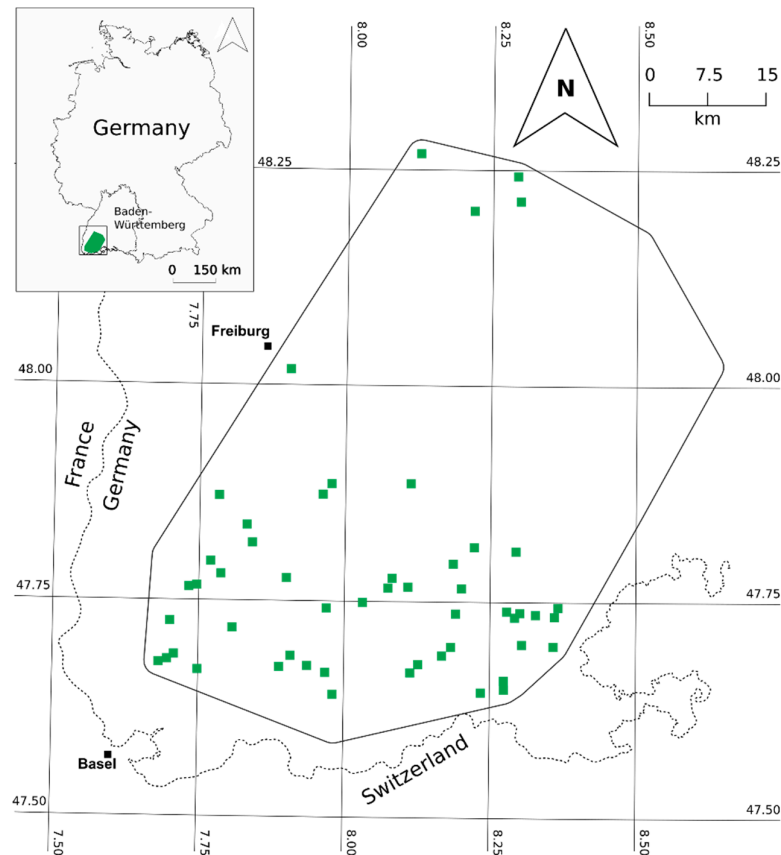 8.00
8.25
8.50
Germany
Baden-
Württemberg
0 150 km
N
0 7.5 15
km
48.25
48.25
7.75
Freiburg
48.00
48.00
France
Germany
47.75
47.75
Basel
Switzerland
47.50
47.50
7.50
7.75
8.00
8.25
8.50